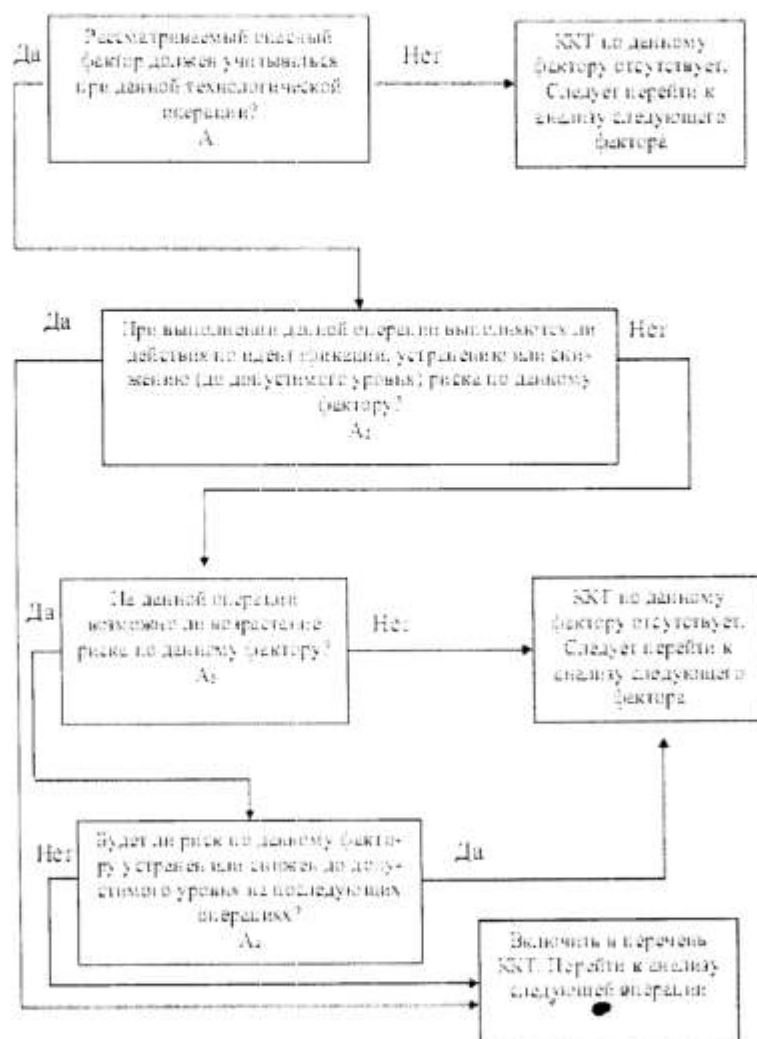 Да
Рассматриваемый опасный
фактор должен учитываться
при данной технологической
операции?
А
Нет
ККТ по данному
фактору отсутствует.
Следует перейти к
анализу следующего
фактора
Да
При выполнении данной операции выполняются ли
действия по идентификации, устранению или сни-
жению (до допустимого уровня) риска по данному
фактору?
А₂
Нет
Да
На данной операции
возможно ли возрастание
риска по данному фактору?
А₃
Нет
ККТ по данному
фактору отсутствует.
Следует перейти к
анализу следующего
фактора
Нет
Будет ли риск по данному факто-
ру устранен или снижен до допу-
стимого уровня на последующих
операциях?
А₄
Да
Включить в перечень
ККТ. Перейти к анализу
следующей операции